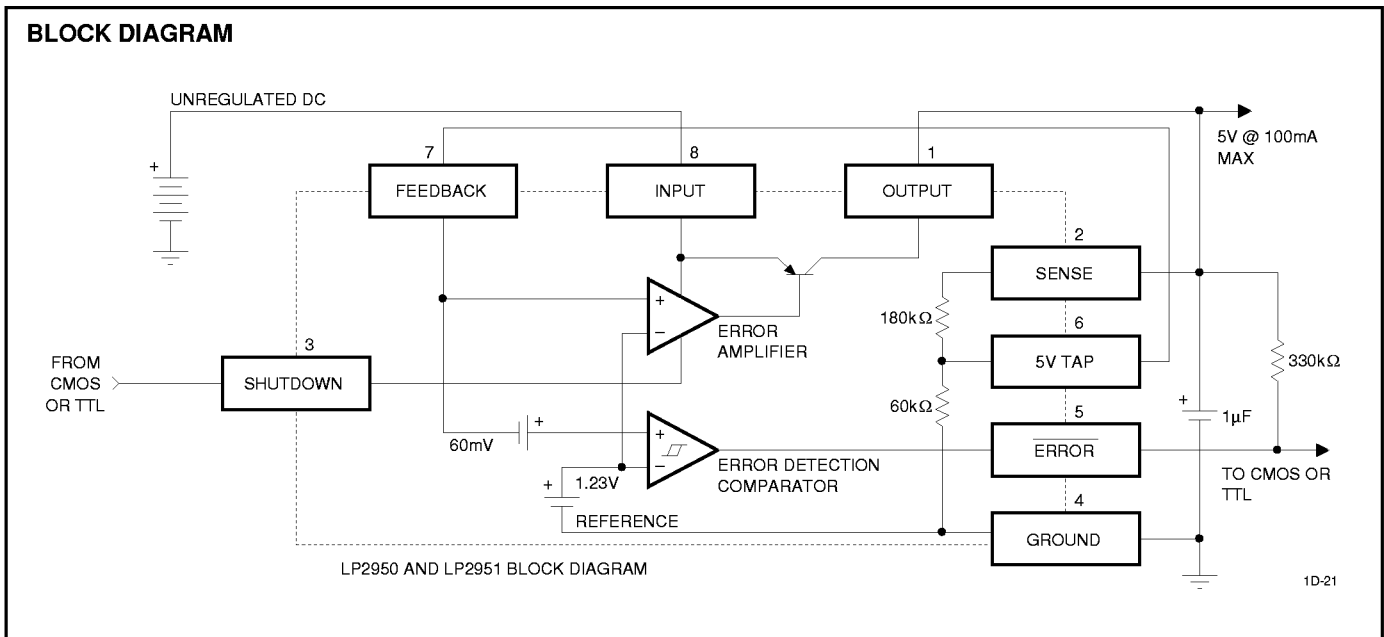 BLOCK DIAGRAM
UNREGULATED DC
+
7
8
1
5V @ 100mA
MAX
FEEDBACK
INPUT
OUTPUT
2
SENSE
+
−
180kΩ
ERROR
AMPLIFIER
6
5V TAP
3
FROM
CMOS
OR TTL
SHUTDOWN
330kΩ
60kΩ
+
1µF
5
60mV
+
+
−
ERROR DETECTION
COMPARATOR
ERROR
TO CMOS OR
TTL
+
1.23V
REFERENCE
4
GROUND
LP2950 AND LP2951 BLOCK DIAGRAM
1D-21